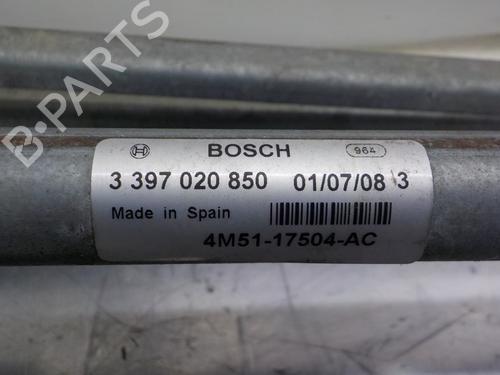 B-PARTS
BOSCH 964
3 397 020 850 01/07/08 3
Made in Spain
4M51-17504-AC